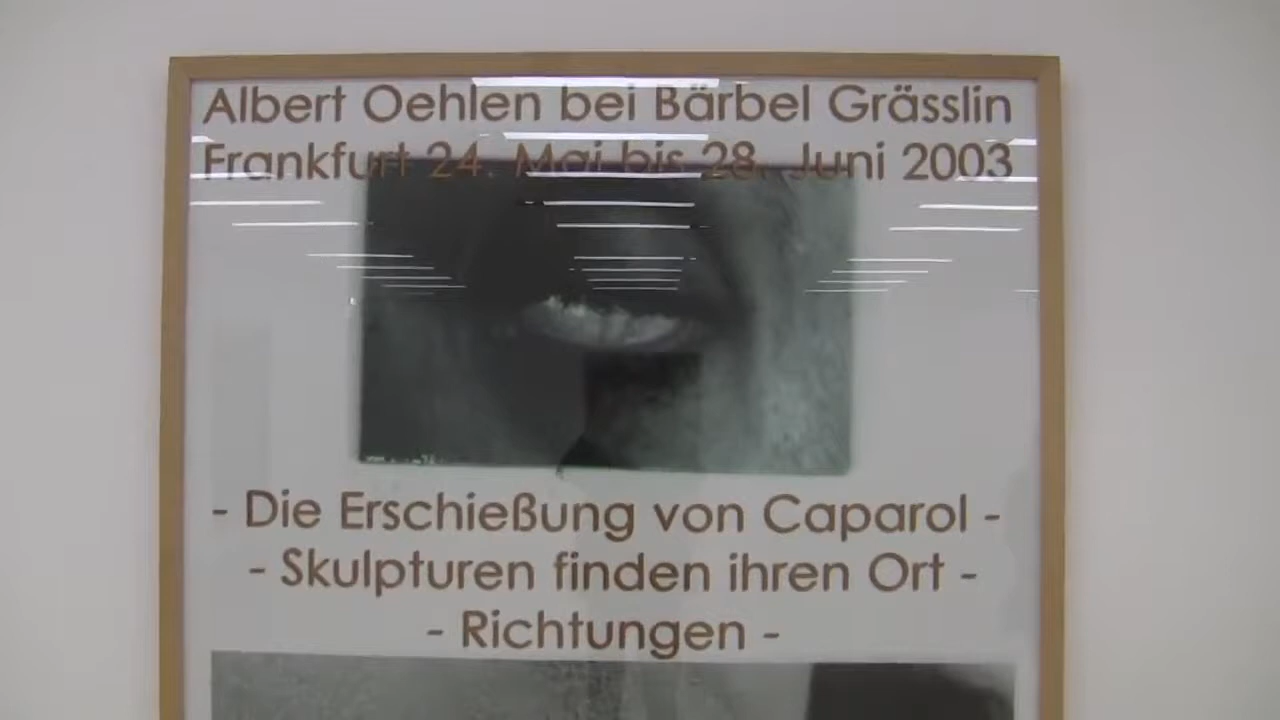 Albert Oehlen bei Bärbel Grässlin
Frankfurt 24. Mai bis 28. Juni 2003
- Die Erschießung von Caparol -
- Skulpturen finden ihren Ort -
- Richtungen -